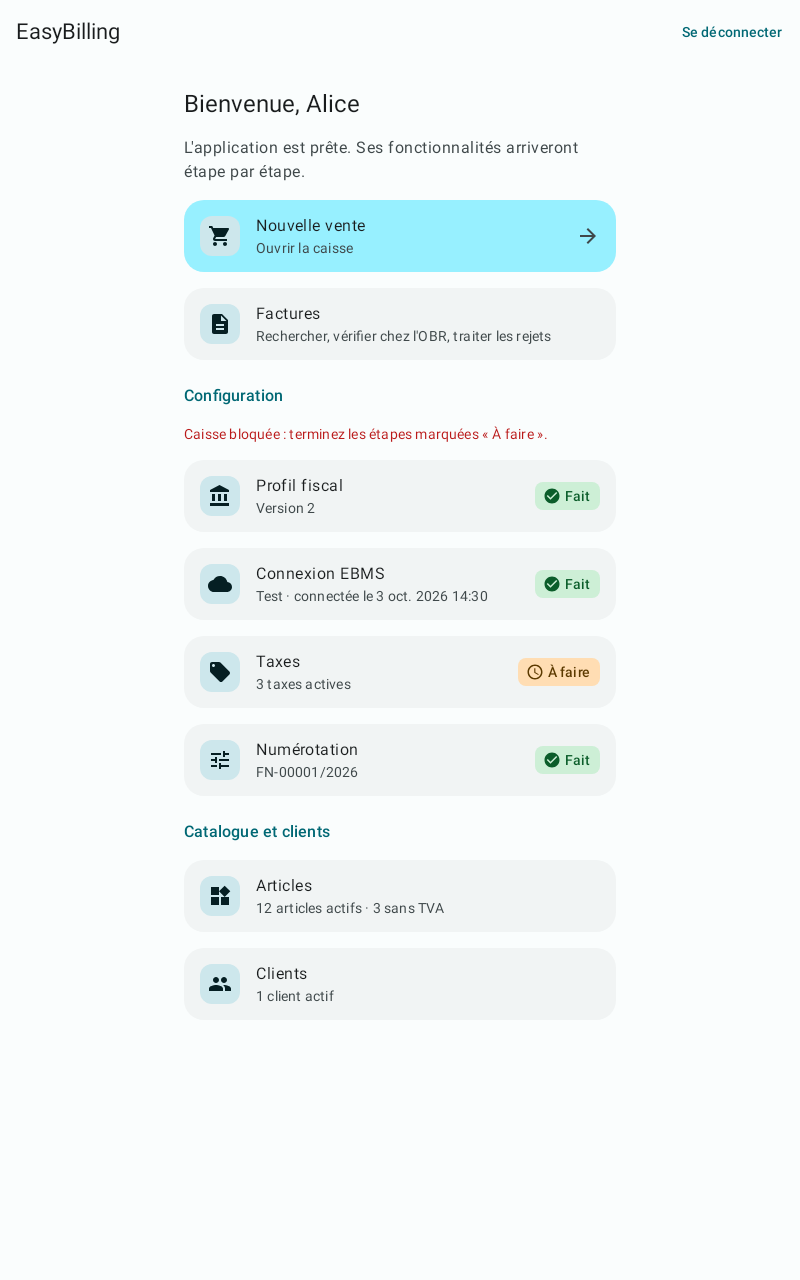 EasyBilling
Se déconnecter
Bienvenue, Alice
L'application est prête. Ses fonctionnalités arriveront
étape par étape.
Nouvelle vente
Ouvrir la caisse
Factures
Rechercher, vérifier chez l'OBR, traiter les rejets
Configuration
Caisse bloquée : terminez les étapes marquées « À faire ».
Profil fiscal
Version 2
Fait
Connexion EBMS
Test · connectée le 3 oct. 2026 14:30
Fait
Taxes
3 taxes actives
À faire
Numérotation
FN-00001/2026
Fait
Catalogue et clients
Articles
12 articles actifs · 3 sans TVA
Clients
1 client actif